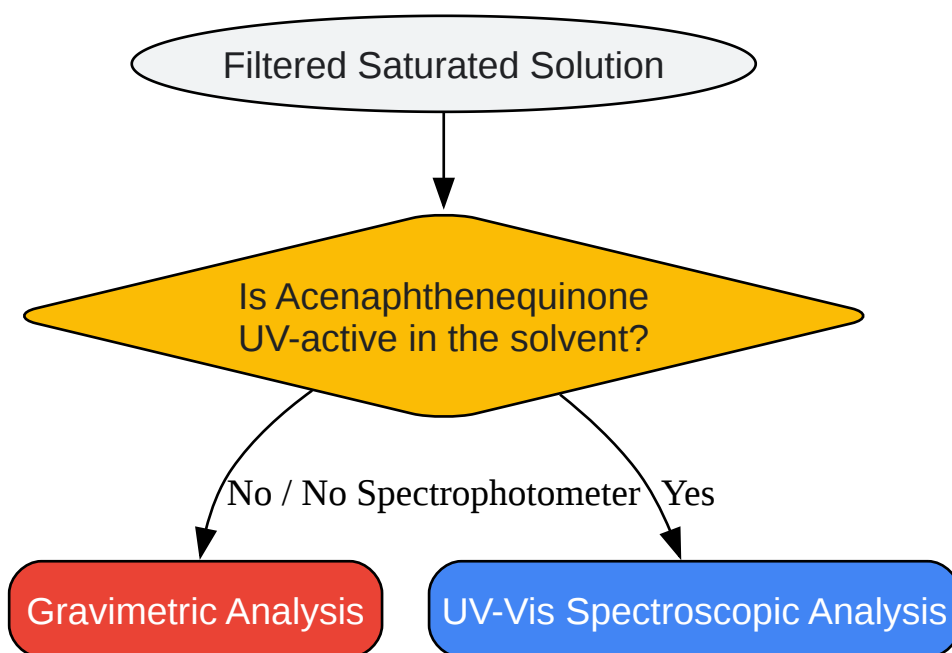 Filtered Saturated Solution
Is Acenaphthenequinone
UV-active in the solvent?
No / No Spectrophotometer
Yes
Gravimetric Analysis
UV-Vis Spectroscopic Analysis